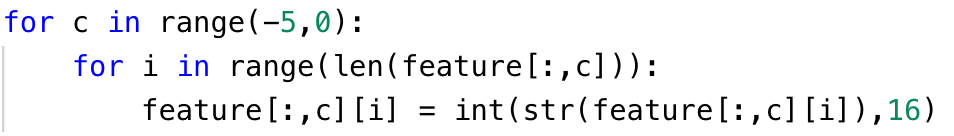 for c in range(-5,0):
    for i in range(len(feature[:,c])):
        feature[:,c][i] = int(str(feature[:,c][i]),16)